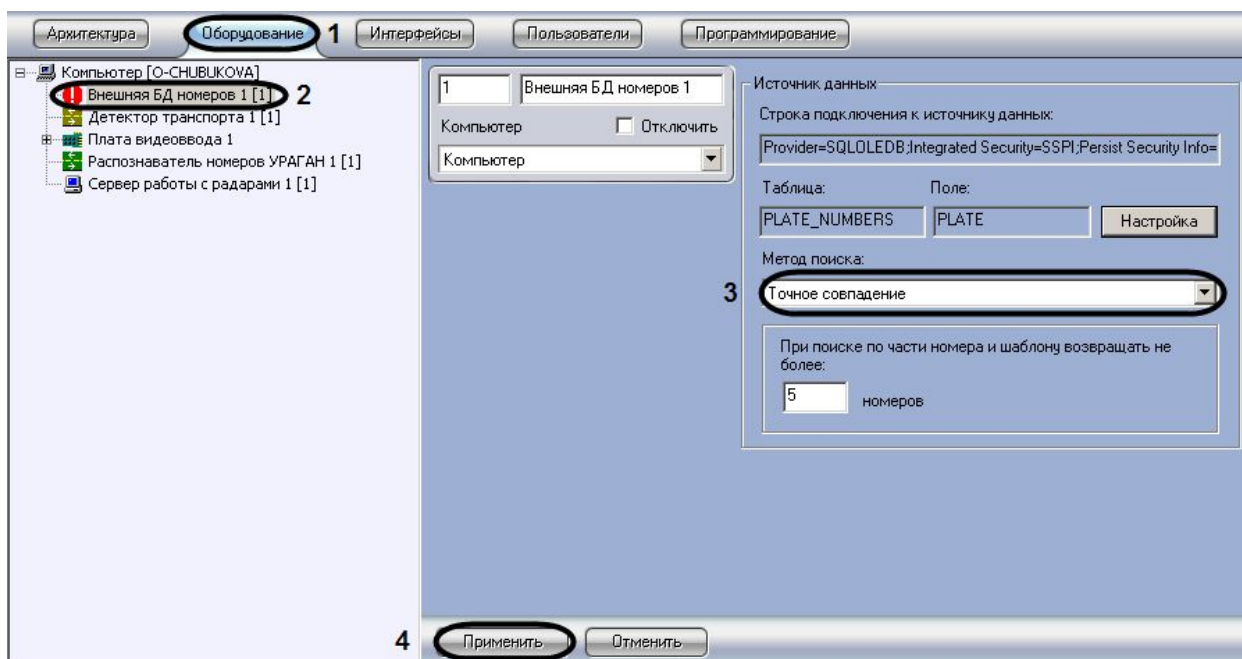 Архитектура Оборудование 1 Интерфейсы Пользователи Программирование
Компьютер [O-CHUBUKOVA]
Внешняя БД номеров 1 [1] 2
Детектор транспорта 1 [1]
Плата видеоввода 1
Распознаватель номеров УРАГАН 1 [1]
Сервер работы с радарами 1 [1]
1 Внешняя БД номеров 1
Компьютер Отключить
Компьютер
Источник данных
Строка подключения к источнику данных:
Provider=SQLOLEDB;Integrated Security=SSPI;Persist Security Info=
Таблица: Поле:
PLATE_NUMBERS PLATE Настройка
Метод поиска:
3 Точное совпадение
При поиске по части номера и шаблону возвращать не
более:
5 номеров
4 Применить Отменить